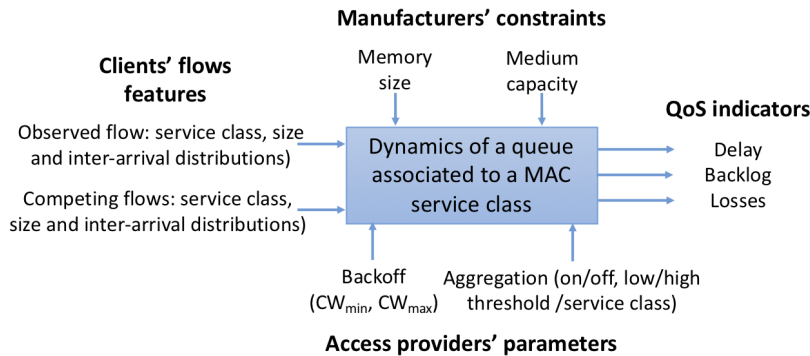 Manufacturers' constraints
Memory
size
Medium
capacity
Clients' flows
features
Observed flow: service class, size
and inter-arrival distributions)
Competing flows: service class,
size and inter-arrival distributions)
Dynamics of a queue
associated to a MAC
service class
QoS indicators
Delay
Backlog
Losses
Backoff
(CWmin, CWmax)
Aggregation (on/off, low/high
threshold /service class)
Access providers' parameters